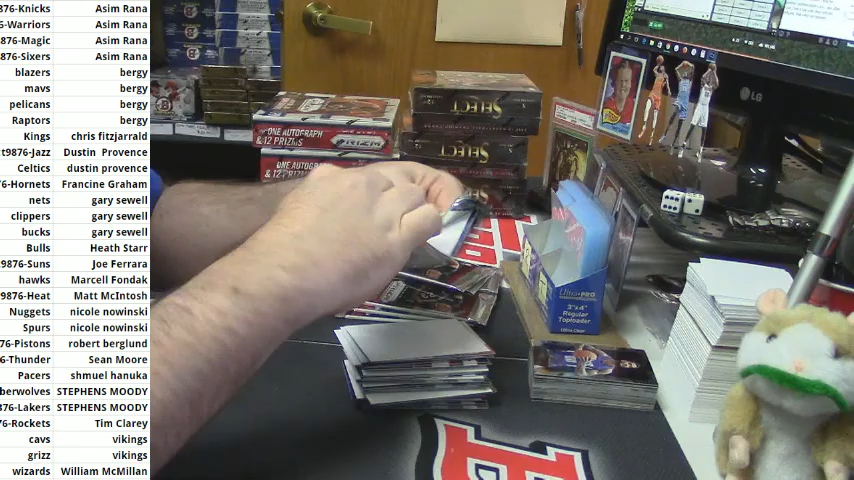 876-Knicks Asim Rana
6-Warriors Asim Rana
876-Magic Asim Rana
876-Sixers Asim Rana
blazers bergy
mavs bergy
pelicans bergy
Raptors bergy
Kings chris fitzjarrald
t9876-Jazz Dustin Provence
Celtics dustin provence
76-Hornets Francine Graham
nets gary sewell
clippers gary sewell
bucks gary sewell
Bulls Heath Starr
9876-Suns Joe Ferrara
hawks Marcell Fondak
9876-Heat Matt McIntosh
Nuggets nicole nowinski
Spurs nicole nowinski
76-Pistons robert berglund
6-Thunder Sean Moore
Pacers shmuel hanuka
berwolves STEPHENS MOODY
876-Lakers STEPHENS MOODY
76-Rockets Tim Clarey
cavs vikings
grizz vikings
wizards William McMillan
SELECT
ONE AUTOGRAPH
& 12 PRIZMS
PRIZM
SELECT
ONE AUTOGRAPH
LG
Ultra-PRO
3"x4"
Regular
Toploader
Ultra Clear